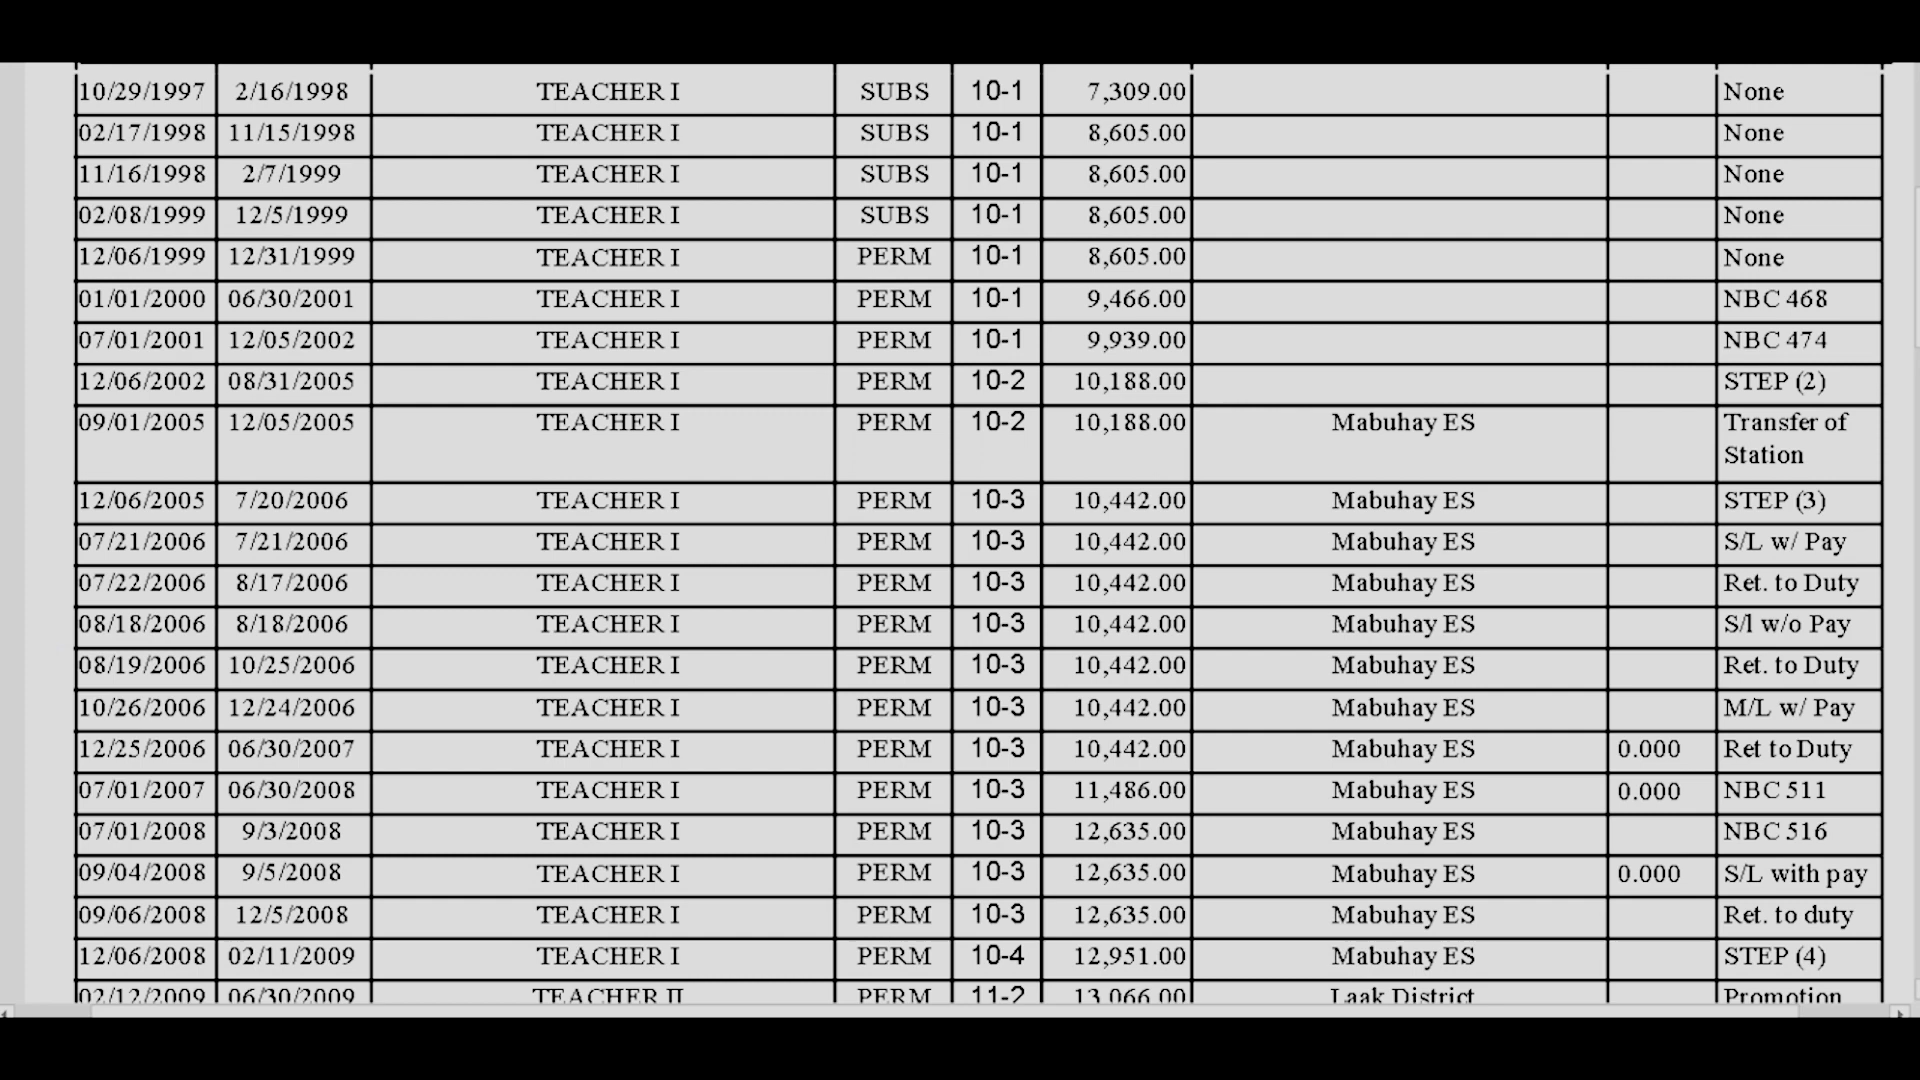 10/29/1997 2/16/1998 TEACHER I SUBS 10-1 7,309.00 None
02/17/1998 11/15/1998 TEACHER I SUBS 10-1 8,605.00 None
11/16/1998 2/7/1999 TEACHER I SUBS 10-1 8,605.00 None
02/08/1999 12/5/1999 TEACHER I SUBS 10-1 8,605.00 None
12/06/1999 12/31/1999 TEACHER I PERM 10-1 8,605.00 None
01/01/2000 06/30/2001 TEACHER I PERM 10-1 9,466.00 NBC 468
07/01/2001 12/05/2002 TEACHER I PERM 10-1 9,939.00 NBC 474
12/06/2002 08/31/2005 TEACHER I PERM 10-2 10,188.00 STEP (2)
09/01/2005 12/05/2005 TEACHER I PERM 10-2 10,188.00 Mabuhay ES Transfer of
Station
12/06/2005 7/20/2006 TEACHER I PERM 10-3 10,442.00 Mabuhay ES STEP (3)
07/21/2006 7/21/2006 TEACHER I PERM 10-3 10,442.00 Mabuhay ES S/L w/ Pay
07/22/2006 8/17/2006 TEACHER I PERM 10-3 10,442.00 Mabuhay ES Ret. to Duty
08/18/2006 8/18/2006 TEACHER I PERM 10-3 10,442.00 Mabuhay ES S/l w/o Pay
08/19/2006 10/25/2006 TEACHER I PERM 10-3 10,442.00 Mabuhay ES Ret. to Duty
10/26/2006 12/24/2006 TEACHER I PERM 10-3 10,442.00 Mabuhay ES M/L w/ Pay
12/25/2006 06/30/2007 TEACHER I PERM 10-3 10,442.00 Mabuhay ES 0.000 Ret to Duty
07/01/2007 06/30/2008 TEACHER I PERM 10-3 11,486.00 Mabuhay ES 0.000 NBC 511
07/01/2008 9/3/2008 TEACHER I PERM 10-3 12,635.00 Mabuhay ES NBC 516
09/04/2008 9/5/2008 TEACHER I PERM 10-3 12,635.00 Mabuhay ES 0.000 S/L with pay
09/06/2008 12/5/2008 TEACHER I PERM 10-3 12,635.00 Mabuhay ES Ret. to duty
12/06/2008 02/11/2009 TEACHER I PERM 10-4 12,951.00 Mabuhay ES STEP (4)
02/12/2009 06/30/2009 TEACHER II PERM 11-2 13,066.00 Laak District Promotion